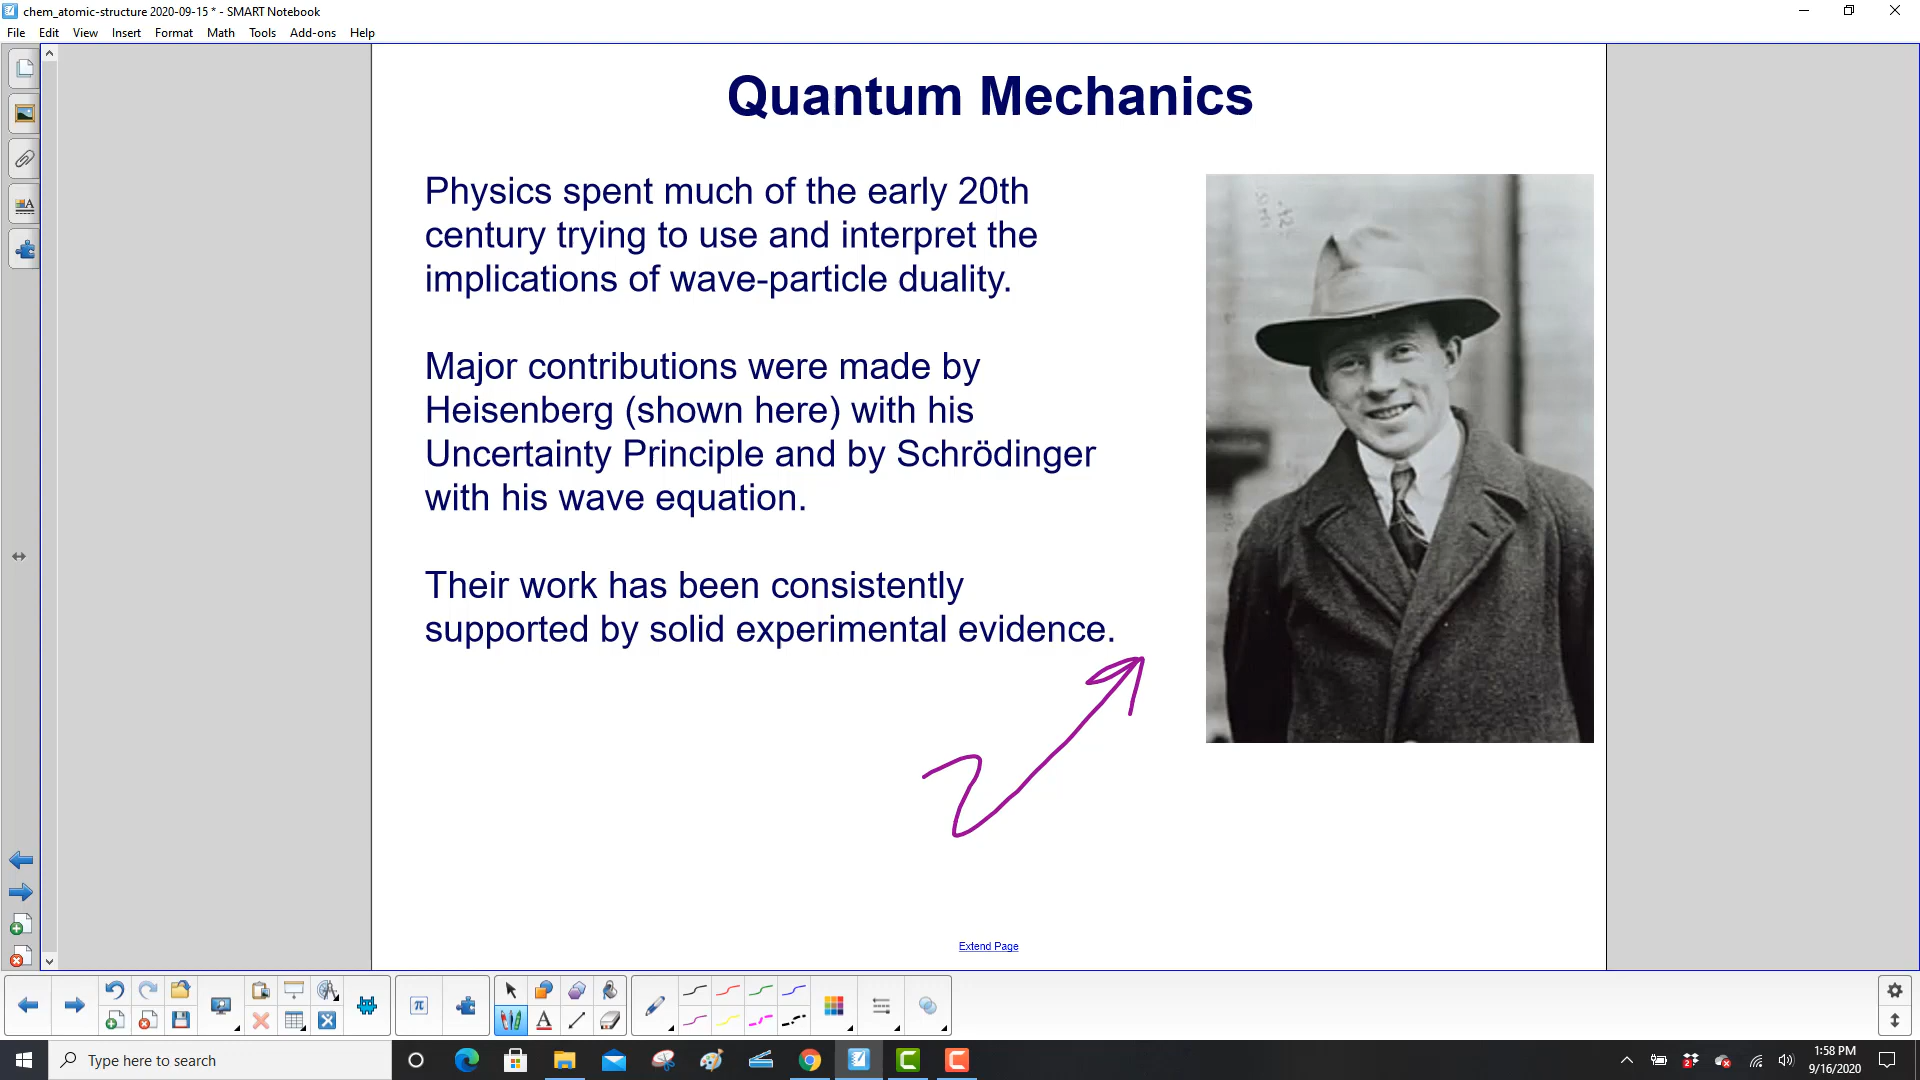 chem_atomic-structure 2020-09-15 * - SMART Notebook
File Edit View Insert Format Math Tools Add-ons Help
Quantum Mechanics
Physics spent much of the early 20th
century trying to use and interpret the
implications of wave-particle duality.
Major contributions were made by
Heisenberg (shown here) with his
Uncertainty Principle and by Schrödinger
with his wave equation.
Their work has been consistently
supported by solid experimental evidence.
Extend Page
π
A
Type here to search
1:58 PM
9/16/2020